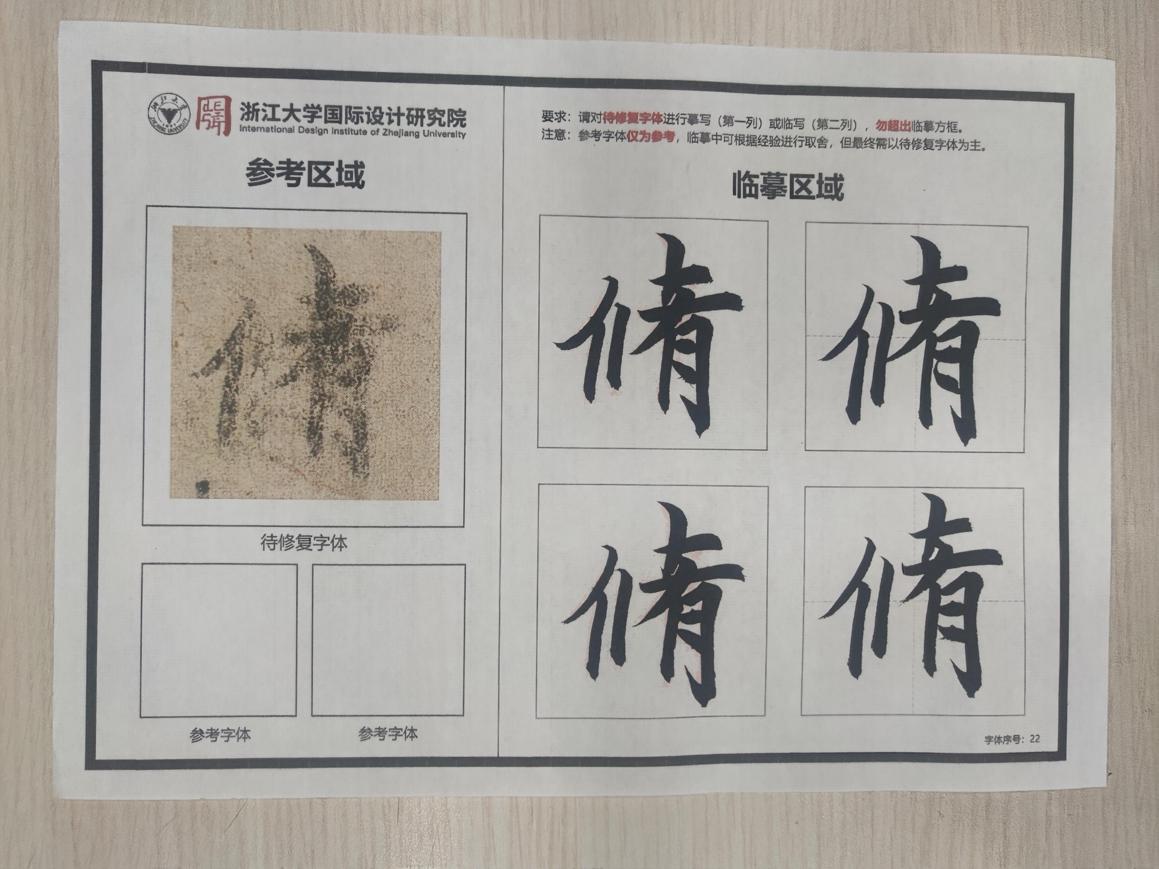 浙江大学国际设计研究院
International Design Institute of Zhejiang University
参考区域
待修复字体
参考字体
参考字体
要求：请对待修复字体进行摹写（第一列）或临写（第二列），勿超出临摹方框。
注意：参考字体仅为参考，临摹中可根据经验进行取舍，但最终需以待修复字体为主。
临摹区域
字体序号：22